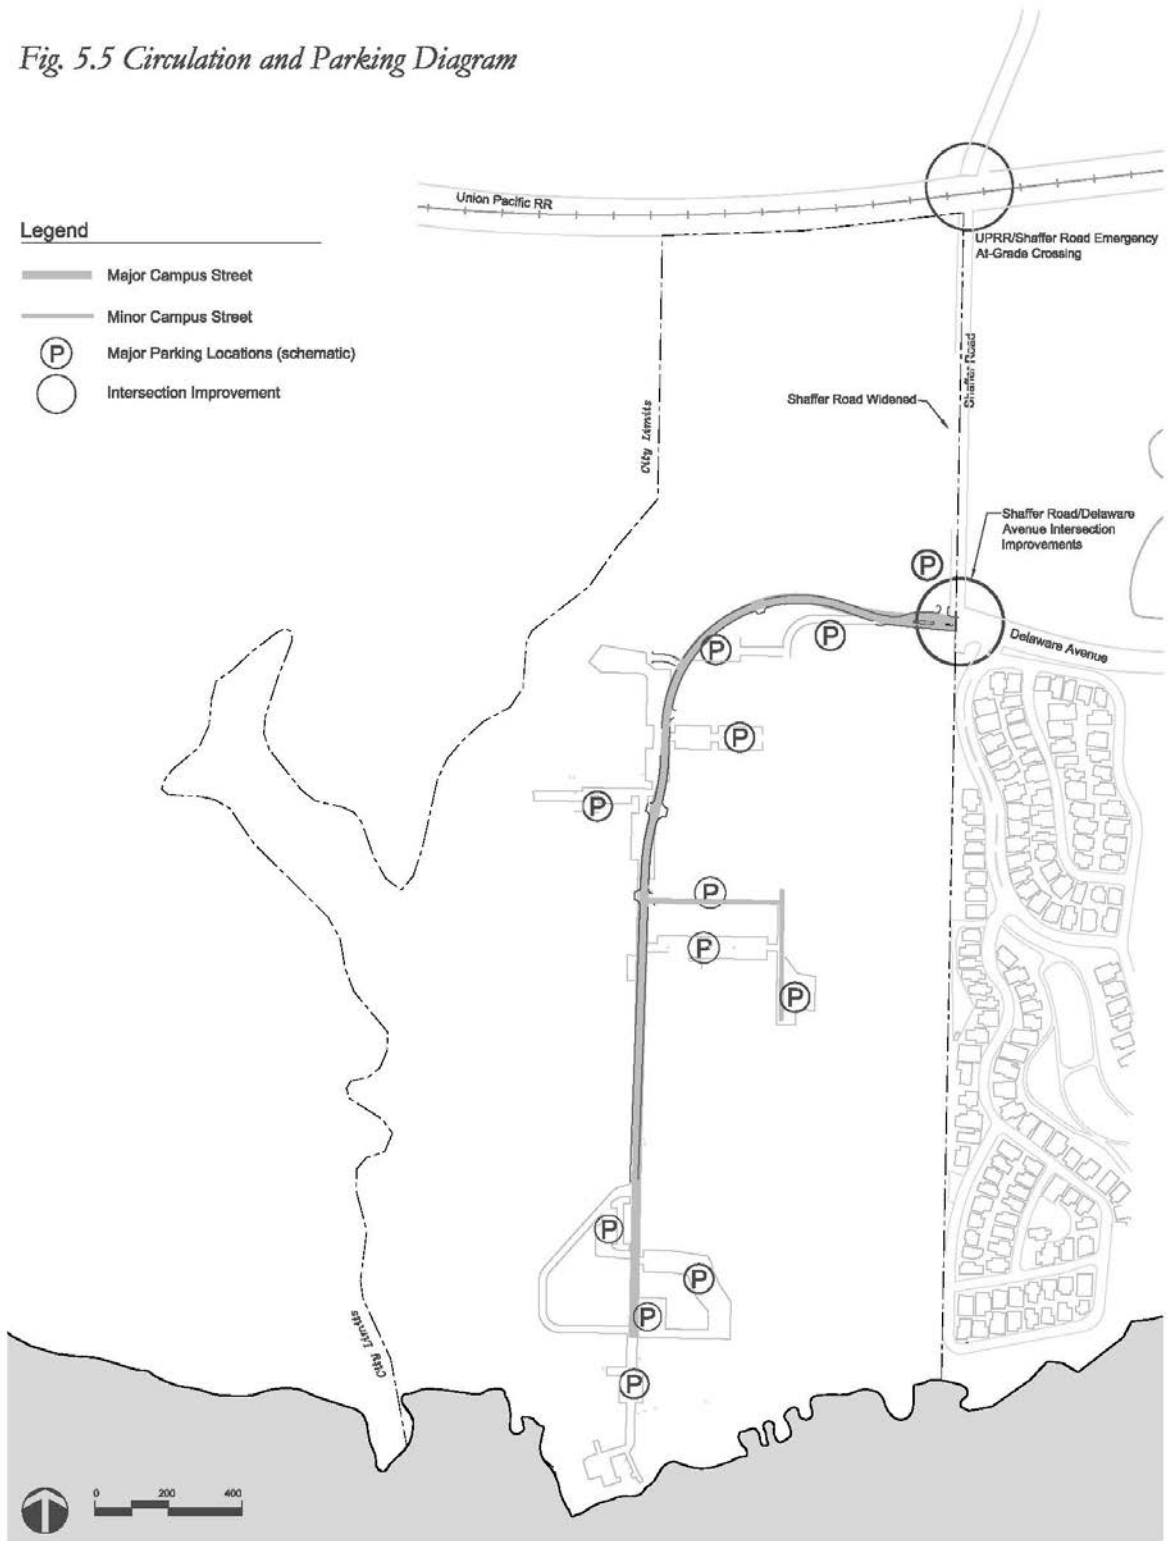 Fig. 5.5 Circulation and Parking Diagram
Union Pacific RR
Legend
UPRR/Shaffer Road Emergency
At-Grade Crossing
Major Campus Street
Minor Campus Street
P
Major Parking Locations (schematic)
Shaffer Road
Intersection Improvement
Shaffer Road Widened
City Limits
Shaffer Road/Delaware
Avenue Intersection
Improvements
P
P
Delaware Avenue
P
P
P
P
P
P
P
P
P
City Limits
P
0 200 400